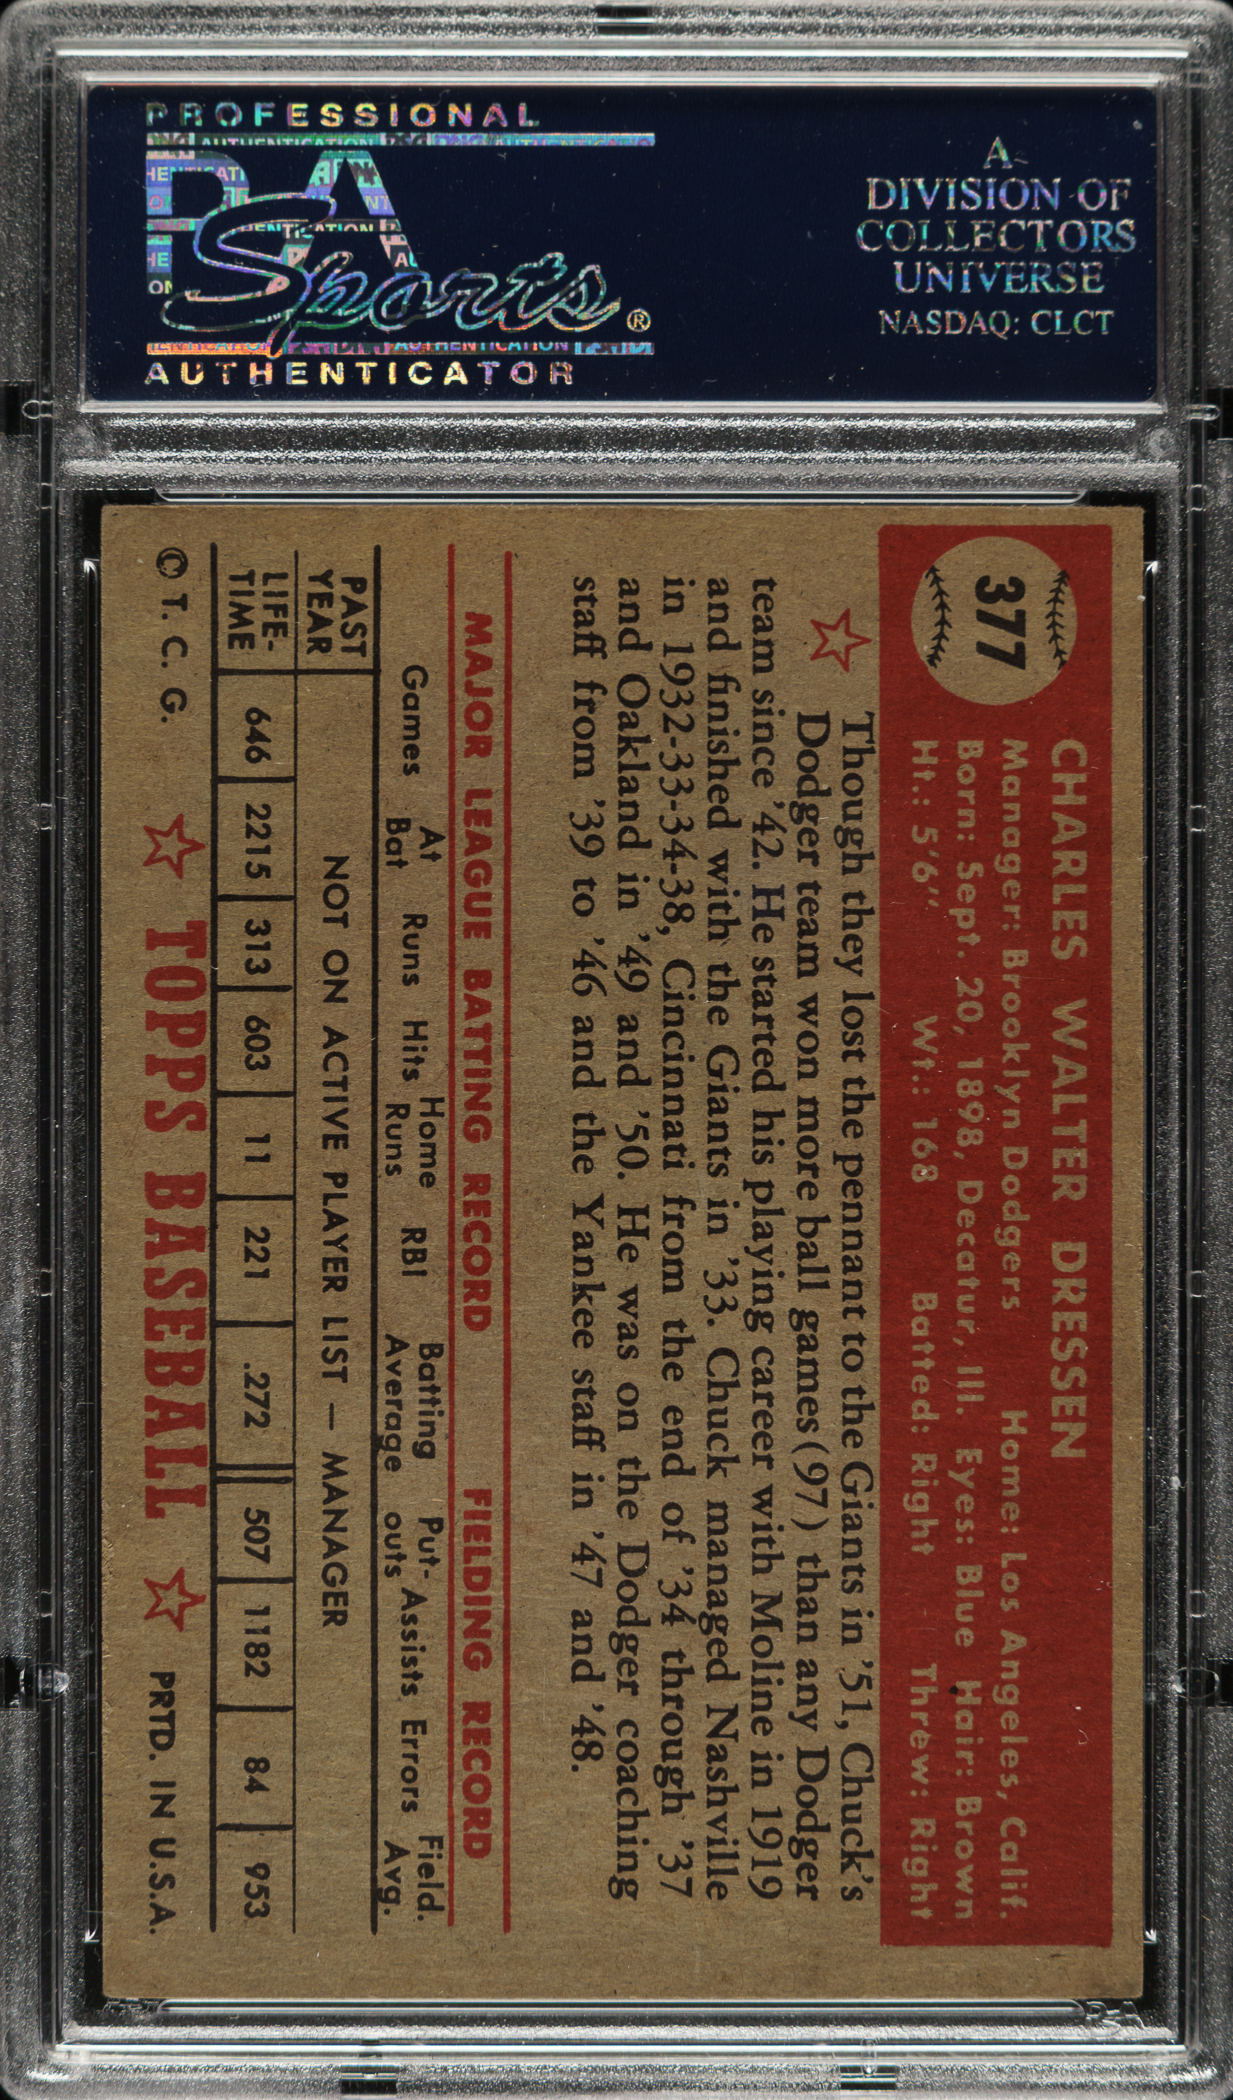 PROFESSIONAL
PSA
Sports®
AUTHENTICATOR
A
DIVISION OF
COLLECTORS
UNIVERSE
NASDAQ: CLCT
377
CHARLES WALTER DRESSEN
Manager: Brooklyn Dodgers Home: Los Angeles, Calif.
Born: Sept. 20, 1898, Decatur, Ill. Eyes: Blue Hair: Brown
Ht.: 5'6" Wt.: 168 Batted: Right Threw: Right
Though they lost the pennant to the Giants in '51, Chuck's
Dodger team won more ball games (97) than any Dodger
team since '42. He started his playing career with Moline in 1919
and finished with the Giants in '33. Chuck managed Nashville
in 1932-33-34-38, Cincinnati from the end of '34 through '37
and Oakland in '49 and '50. He was on the Dodger coaching
staff from '39 to '46 and the Yankee staff in '47 and '48.
MAJOR LEAGUE BATTING RECORD FIELDING RECORD
Games At Bat Runs Hits Home Runs RBI Batting Average Put-outs Assists Errors Field. Avg.
PAST YEAR NOT ON ACTIVE PLAYER LIST — MANAGER
LIFE-TIME 646 2215 313 603 11 221 .272 507 1182 84 .953
© T. C. G. TOPPS BASEBALL PRTD. IN U.S.A.
PSA